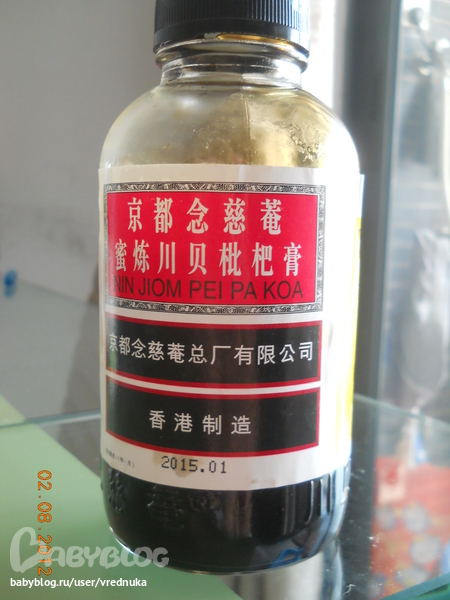 京都念慈菴
蜜炼川贝枇杷膏
NIN JIOM PEI PA KOA
京都念慈菴总厂有限公司
香港制造
2015.01
02.08.2012
BABYBLOG
babyblog.ru/user/vrednuka